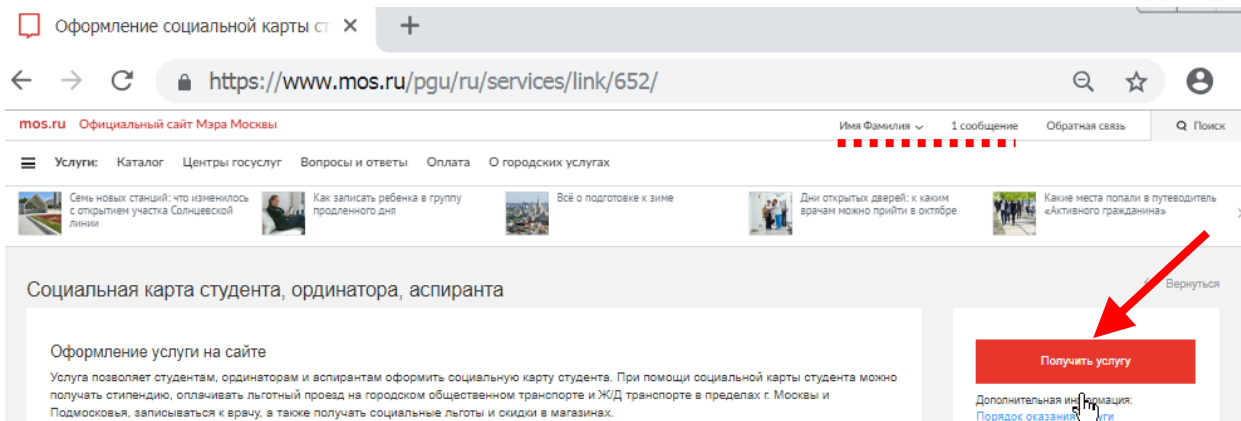 Оформление социальной карты ст
https://www.mos.ru/pgu/ru/services/link/652/
mos.ru Официальный сайт Мэра Москвы Имя Фамилия 1 сообщение Обратная связь Поиск
Услуги: Каталог Центры госуслуг Вопросы и ответы Оплата О городских услугах
Семь новых станций: что изменилось
с открытием участка Солнцевской
линии
Как записать ребенка в группу
продленного дня
Всё о подготовке к зиме
Дни открытых дверей: к каким
врачам можно прийти в октябре
Какие места попали в путеводитель
«Активного гражданина»
Социальная карта студента, ординатора, аспиранта
Вернуться
Оформление услуги на сайте
Услуга позволяет студентам, ординаторам и аспирантам оформить социальную карту студента. При помощи социальной карты студента можно
получать стипендию, оплачивать льготный проезд на городском общественном транспорте и Ж/Д транспорте в пределах г. Москвы и
Подмосковья, записываться к врачу, а также получать социальные льготы и скидки в магазинах.
Получить услугу
Дополнительная информация:
Порядок оказания услуги